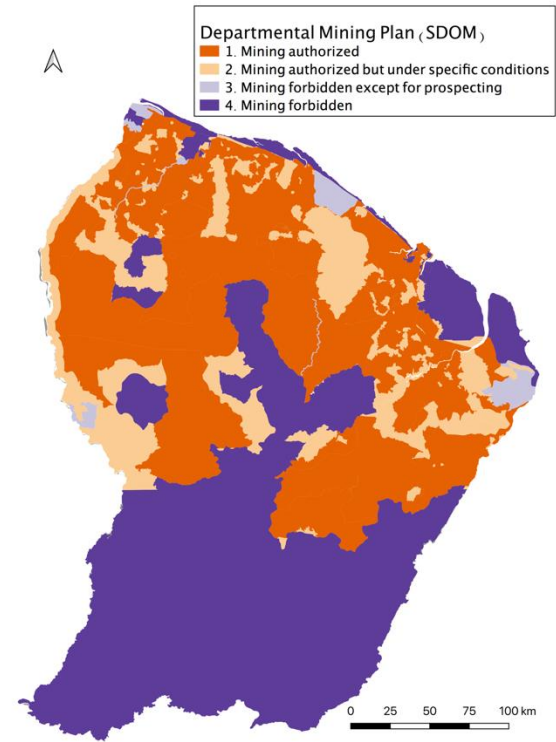 Departmental Mining Plan (SDOM)
1. Mining authorized
2. Mining authorized but under specific conditions
3. Mining forbidden except for prospecting
4. Mining forbidden
0 25 50 75 100 km